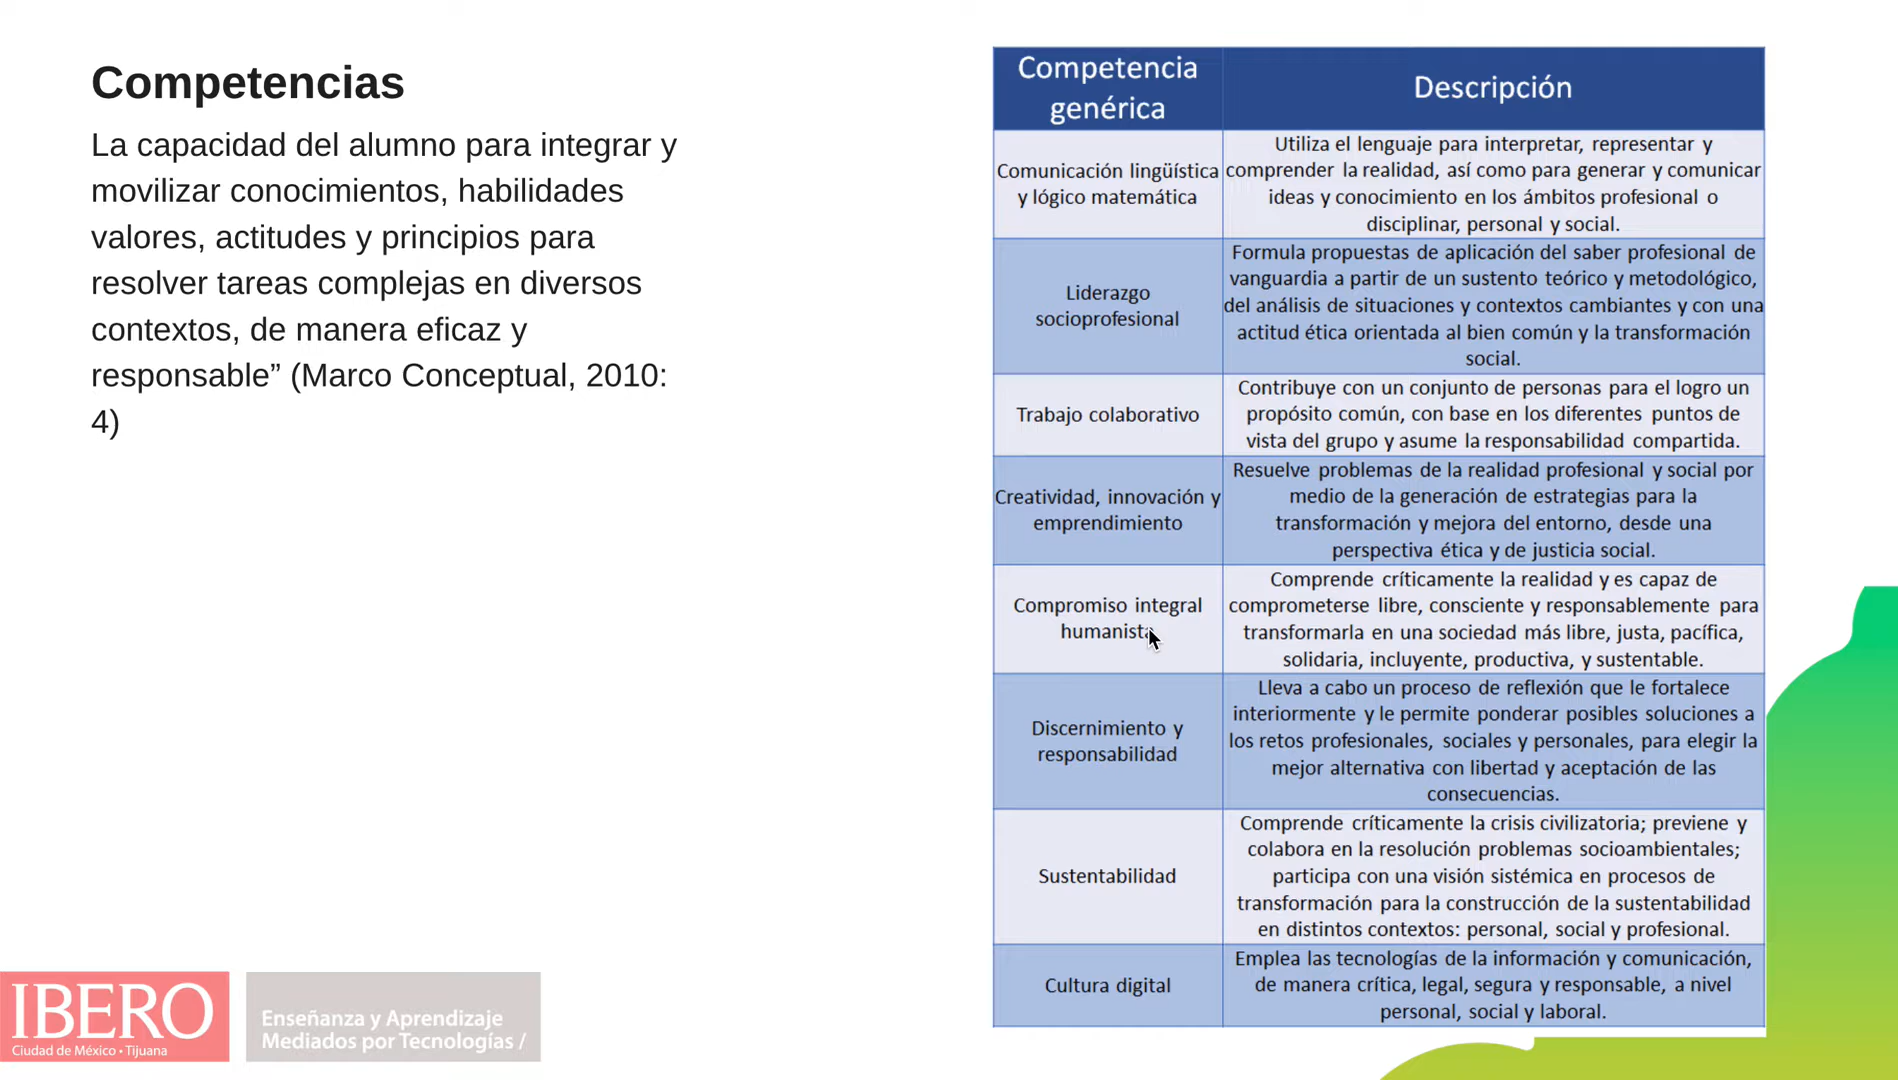 Competencias
La capacidad del alumno para integrar y
movilizar conocimientos, habilidades
valores, actitudes y principios para
resolver tareas complejas en diversos
contextos, de manera eficaz y
responsable” (Marco Conceptual, 2010:
4)
Competencia
genérica
Descripción
Comunicación lingüística
y lógico matemática
Utiliza el lenguaje para interpretar, representar y
comprender la realidad, así como para generar y comunicar
ideas y conocimiento en los ámbitos profesional o
disciplinar, personal y social.
Liderazgo
socioprofesional
Formula propuestas de aplicación del saber profesional de
vanguardia a partir de un sustento teórico y metodológico,
del análisis de situaciones y contextos cambiantes y con una
actitud ética orientada al bien común y la transformación
social.
Trabajo colaborativo
Contribuye con un conjunto de personas para el logro un
propósito común, con base en los diferentes puntos de
vista del grupo y asume la responsabilidad compartida.
Creatividad, innovación y
emprendimiento
Resuelve problemas de la realidad profesional y social por
medio de la generación de estrategias para la
transformación y mejora del entorno, desde una
perspectiva ética y de justicia social.
Compromiso integral
humanista
Comprende críticamente la realidad y es capaz de
comprometerse libre, consciente y responsablemente para
transformarla en una sociedad más libre, justa, pacífica,
solidaria, incluyente, productiva, y sustentable.
Discernimiento y
responsabilidad
Lleva a cabo un proceso de reflexión que le fortalece
interiormente y le permite ponderar posibles soluciones a
los retos profesionales, sociales y personales, para elegir la
mejor alternativa con libertad y aceptación de las
consecuencias.
Sustentabilidad
Comprende críticamente la crisis civilizatoria; previene y
colabora en la resolución problemas socioambientales;
participa con una visión sistémica en procesos de
transformación para la construcción de la sustentabilidad
en distintos contextos: personal, social y profesional.
Cultura digital
Emplea las tecnologías de la información y comunicación,
de manera crítica, legal, segura y responsable, a nivel
personal, social y laboral.
IBERO
Ciudad de México • Tijuana
Enseñanza y Aprendizaje
Mediados por Tecnologías /